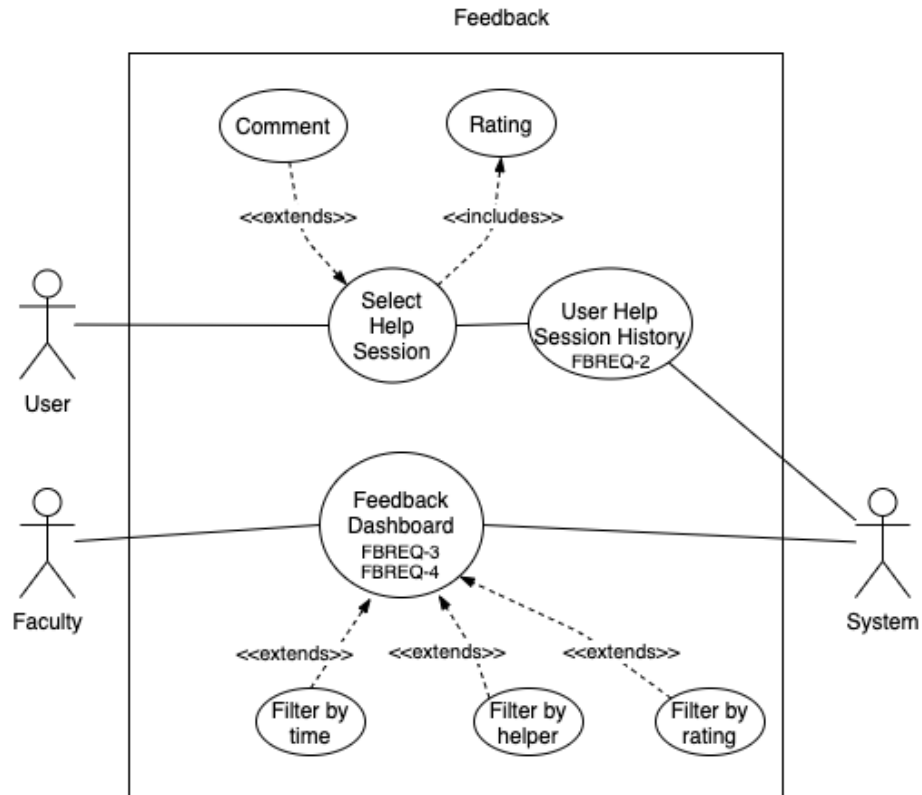 Feedback
Comment
Rating
<<extends>>
<<includes>>
Select
Help
Session
User Help
Session History
FBREQ-2
User
Feedback
Dashboard
FBREQ-3
FBREQ-4
Faculty
System
<<extends>>
<<extends>>
<<extends>>
Filter by
time
Filter by
helper
Filter by
rating